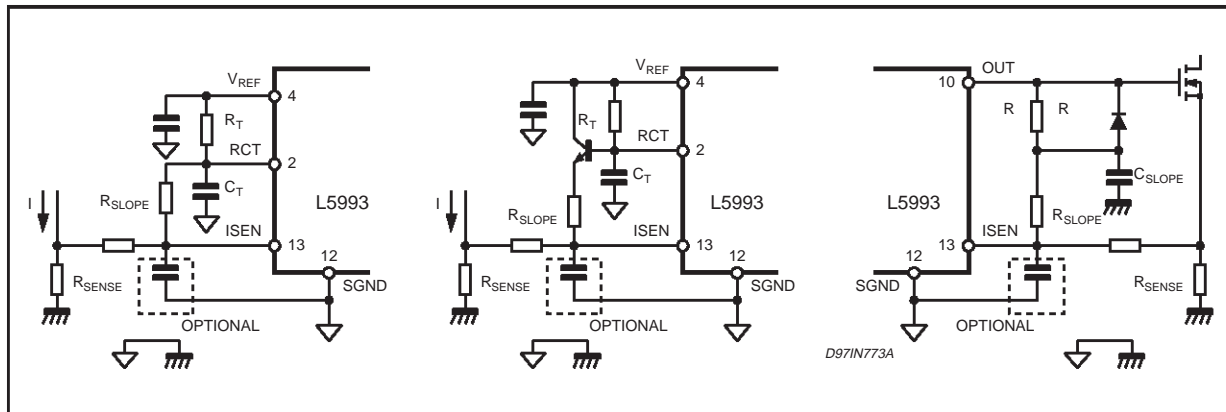 VREF
4
RT
RCT
2
CT
RSLOPE
I
L5993
ISEN
13
12
RSENSE
SGND
OPTIONAL
VREF
4
RT
RCT
2
CT
I
RSLOPE
L5993
ISEN
13
12
RSENSE
SGND
OPTIONAL
10
OUT
R
R
CSLOPE
L5993
RSLOPE
13
ISEN
12
SGND
RSENSE
OPTIONAL
D97IN773A